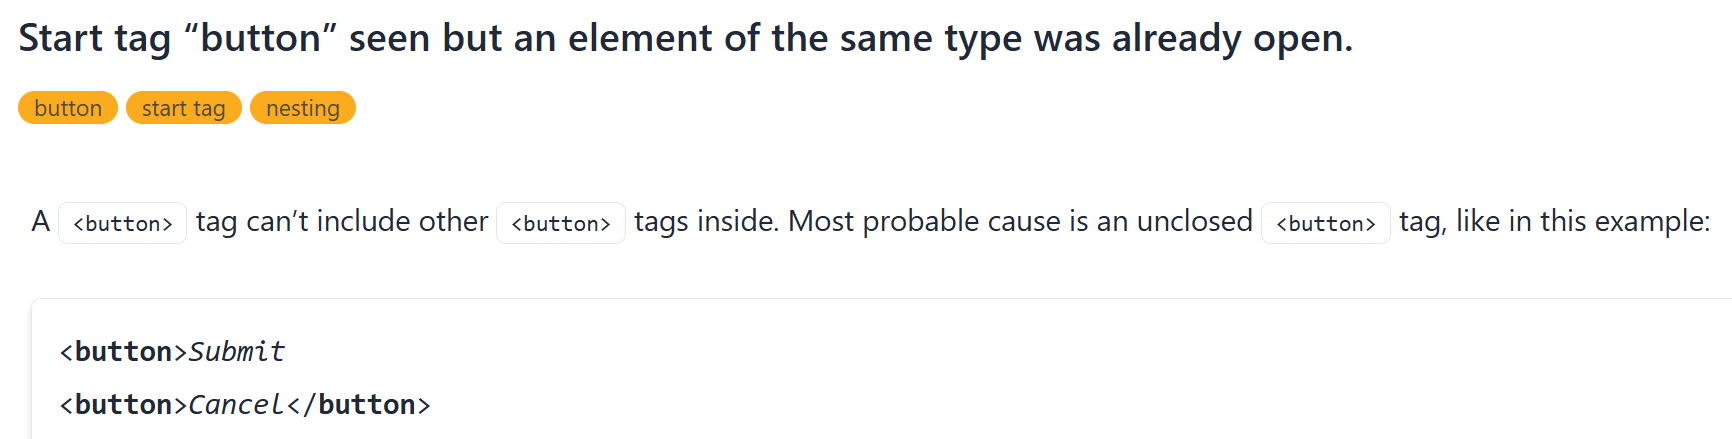 Start tag “button” seen but an element of the same type was already open.
button start tag nesting
A <button> tag can’t include other <button> tags inside. Most probable cause is an unclosed <button> tag, like in this example:
<button>Submit
<button>Cancel</button>